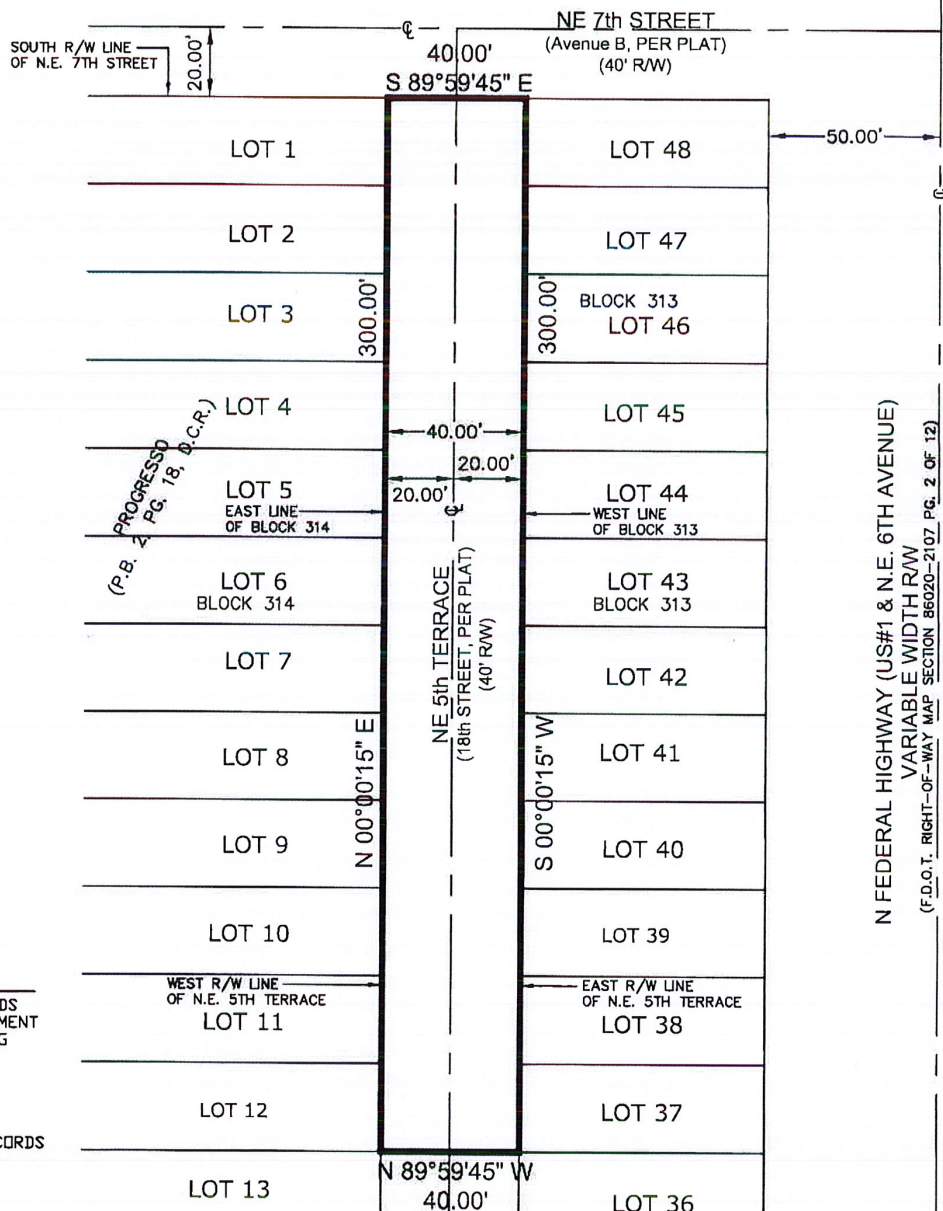 NE 7th STREET
(Avenue B, PER PLAT)
(40' R/W)
℄
SOUTH R/W LINE
OF N.E. 7TH STREET
20.00'
40.00'
S 89°59'45" E
50.00'
℄
LOT 1
LOT 48
LOT 2
LOT 47
LOT 3
300.00'
300.00'
BLOCK 313
LOT 46
LOT 4
LOT 45
PROGRESSO
(P.B. 2, PG. 18, D.C.R.)
40.00'
20.00'
20.00'
℄
LOT 5
EAST LINE
OF BLOCK 314
LOT 44
WEST LINE
OF BLOCK 313
LOT 6
BLOCK 314
LOT 43
BLOCK 313
NE 5th TERRACE
(18th STREET, PER PLAT)
(40' R/W)
LOT 7
LOT 42
LOT 8
LOT 41
N 00°00'15" E
S 00°00'15" W
LOT 9
LOT 40
LOT 10
LOT 39
WEST R/W LINE
OF N.E. 5TH TERRACE
EAST R/W LINE
OF N.E. 5TH TERRACE
LOT 11
LOT 38
LOT 12
LOT 37
N 89°59'45" W
40.00'
LOT 13
LOT 36
N FEDERAL HIGHWAY (US#1 & N.E. 6TH AVENUE)
VARIABLE WIDTH R/W
(F.D.O.T. RIGHT-OF-WAY MAP SECTION 86020-2107 PG. 2 OF 12)
DS
MENT
G
CORDS